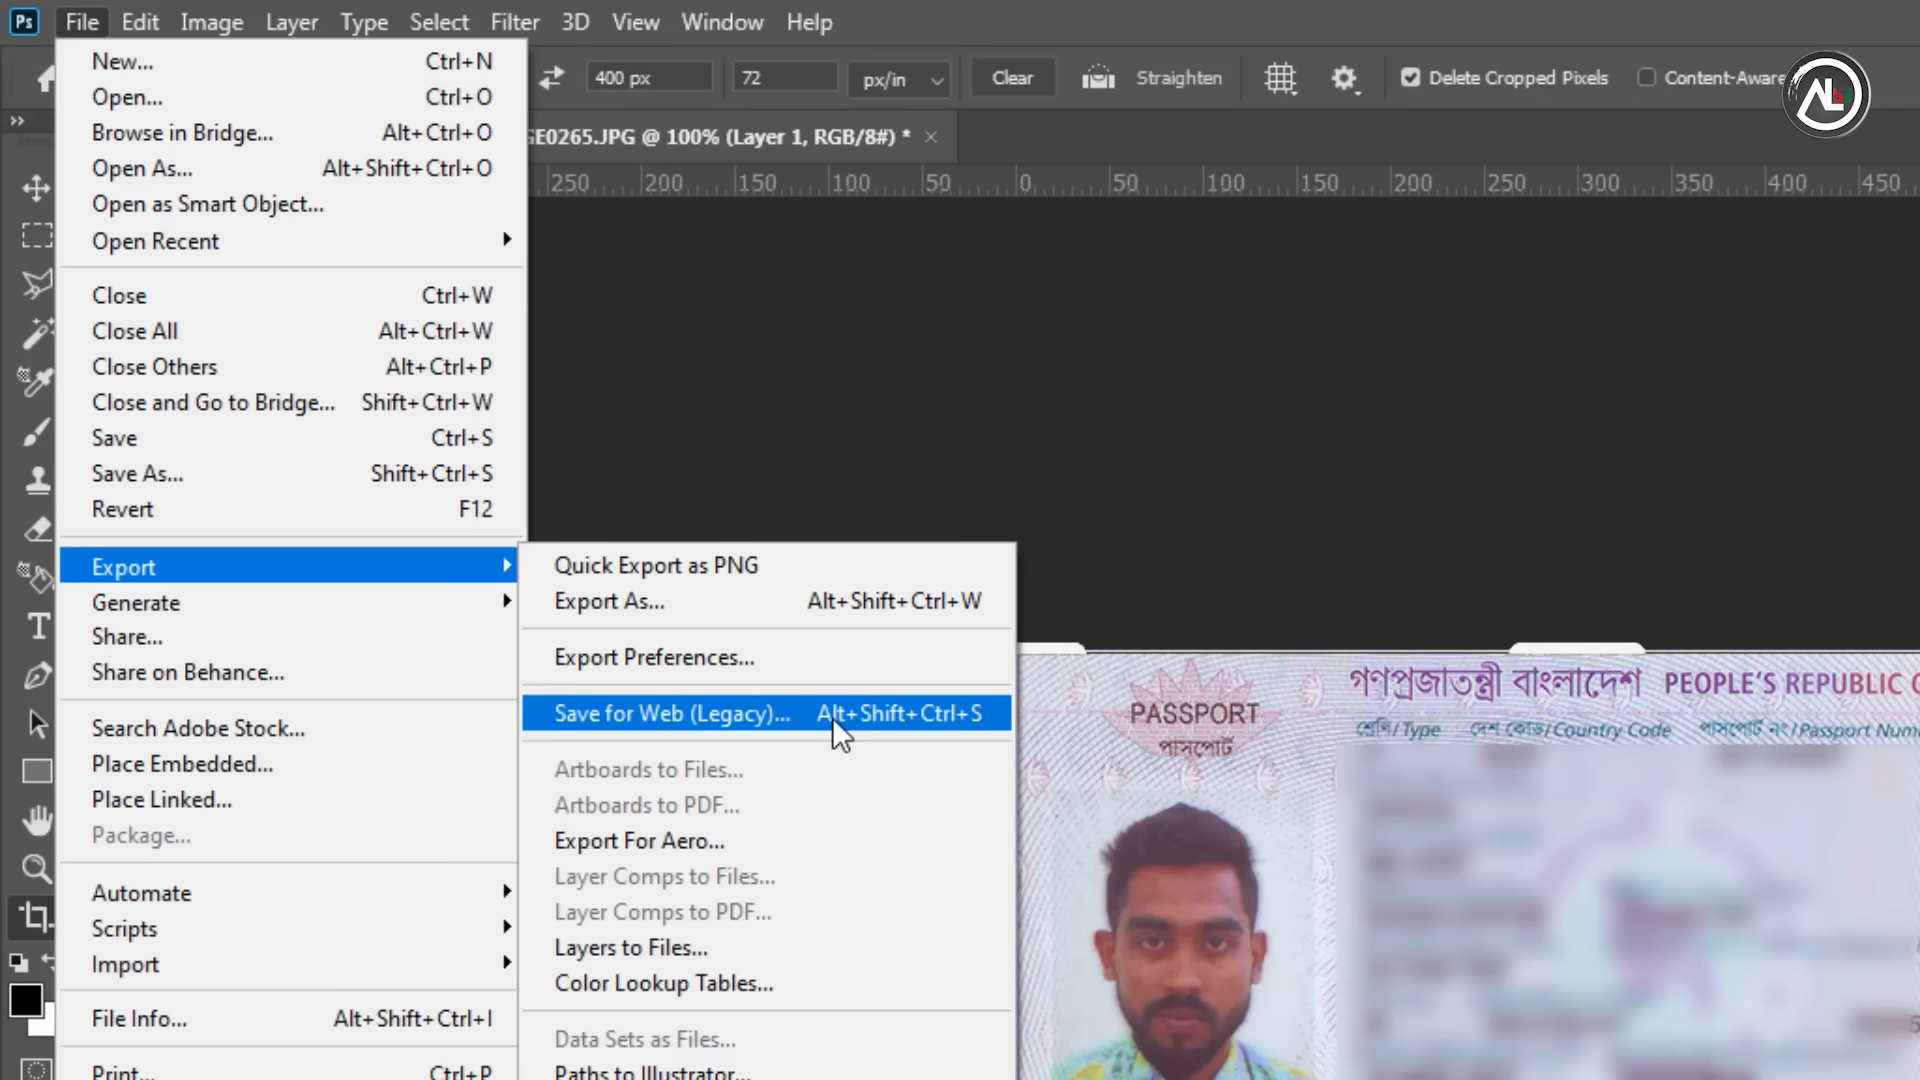 Ps File Edit Image Layer Type Select Filter 3D View Window Help
400 px 72 px/in Clear Straighten Delete Cropped Pixels Content-Aware
GE0265.JPG @ 100% (Layer 1, RGB/8#) *
250 200 150 100 50 0 50 100 150 200 250 300 350 400 450
New... Ctrl+N
Open... Ctrl+O
Browse in Bridge... Alt+Ctrl+O
Open As... Alt+Shift+Ctrl+O
Open as Smart Object...
Open Recent
Close Ctrl+W
Close All Alt+Ctrl+W
Close Others Alt+Ctrl+P
Close and Go to Bridge... Shift+Ctrl+W
Save Ctrl+S
Save As... Shift+Ctrl+S
Revert F12
Export
Generate
Share...
Share on Behance...
Search Adobe Stock...
Place Embedded...
Place Linked...
Package...
Automate
Scripts
Import
File Info... Alt+Shift+Ctrl+I
Print... Ctrl+P
Quick Export as PNG
Export As... Alt+Shift+Ctrl+W
Export Preferences...
Save for Web (Legacy)... Alt+Shift+Ctrl+S
Artboards to Files...
Artboards to PDF...
Export For Aero...
Layer Comps to Files...
Layer Comps to PDF...
Layers to Files...
Color Lookup Tables...
Data Sets as Files...
Paths to Illustrator...
গণপ্রজাতন্ত্রী বাংলাদেশ PEOPLE'S REPUBLIC
PASSPORT
পাসপোর্ট
শ্রেণি/Type দেশ কোড/Country Code পাসপোর্ট নং/Passport Num